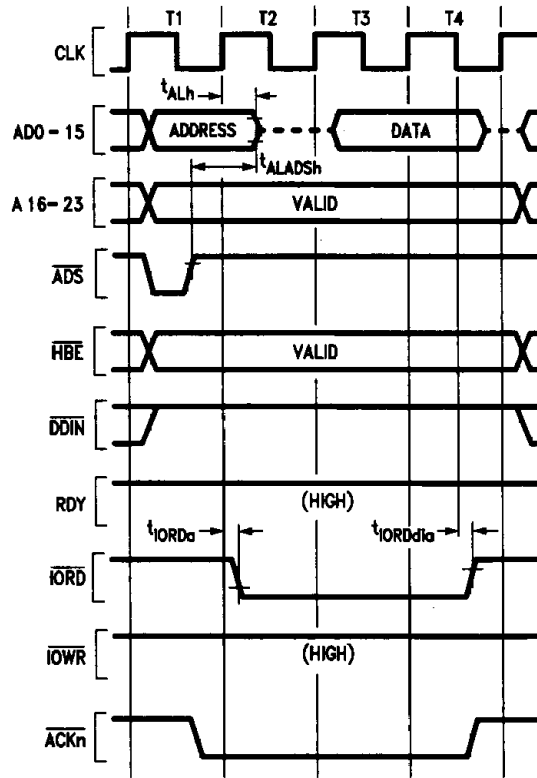 T1 T2 T3 T4
CLK
tALh
AD0-15 ADDRESS DATA
tALADSh
A16-23 VALID
ADS
HBE VALID
DDIN
RDY (HIGH)
tIORDa tIORDdia
IORD
IOWR (HIGH)
ACKn